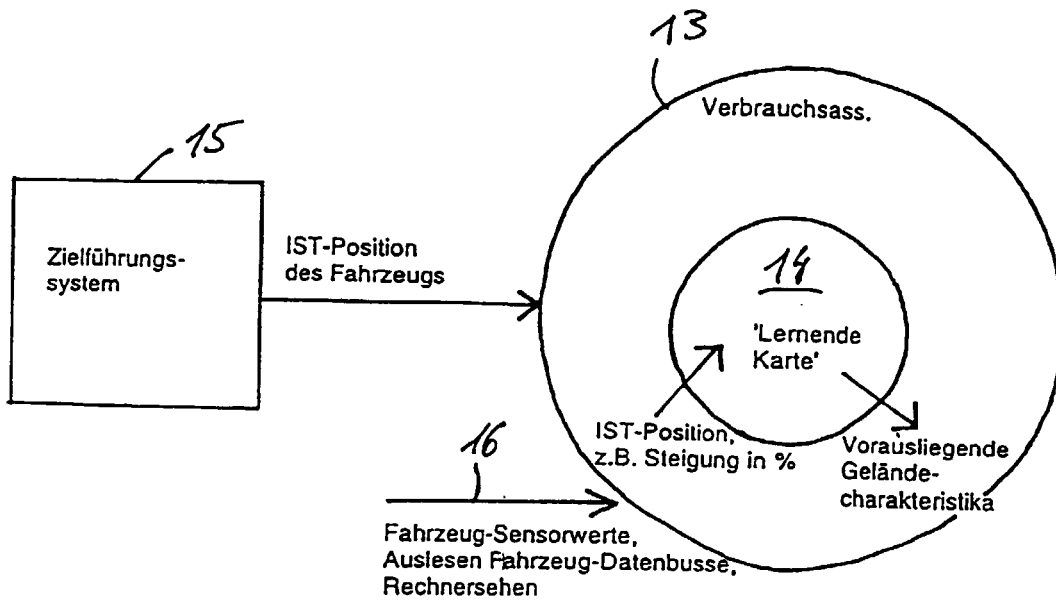 13
Verbrauchsass.
15
Zielführungs-
system
IST-Position
des Fahrzeugs
14
'Lernende
Karte'
IST-Position,
z.B. Steigung in %
Vorausliegende
Gelände-
charakteristika
16
Fahrzeug-Sensorwerte,
Auslesen Fahrzeug-Datenbusse,
Rechnersehen